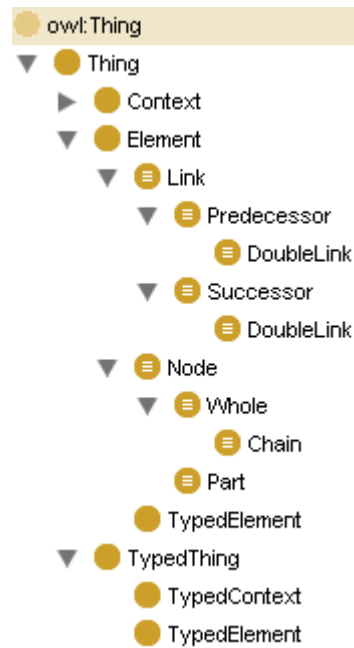 owl:Thing
Thing
Context
Element
Link
Predecessor
DoubleLink
Successor
DoubleLink
Node
Whole
Chain
Part
TypedElement
TypedThing
TypedContext
TypedElement